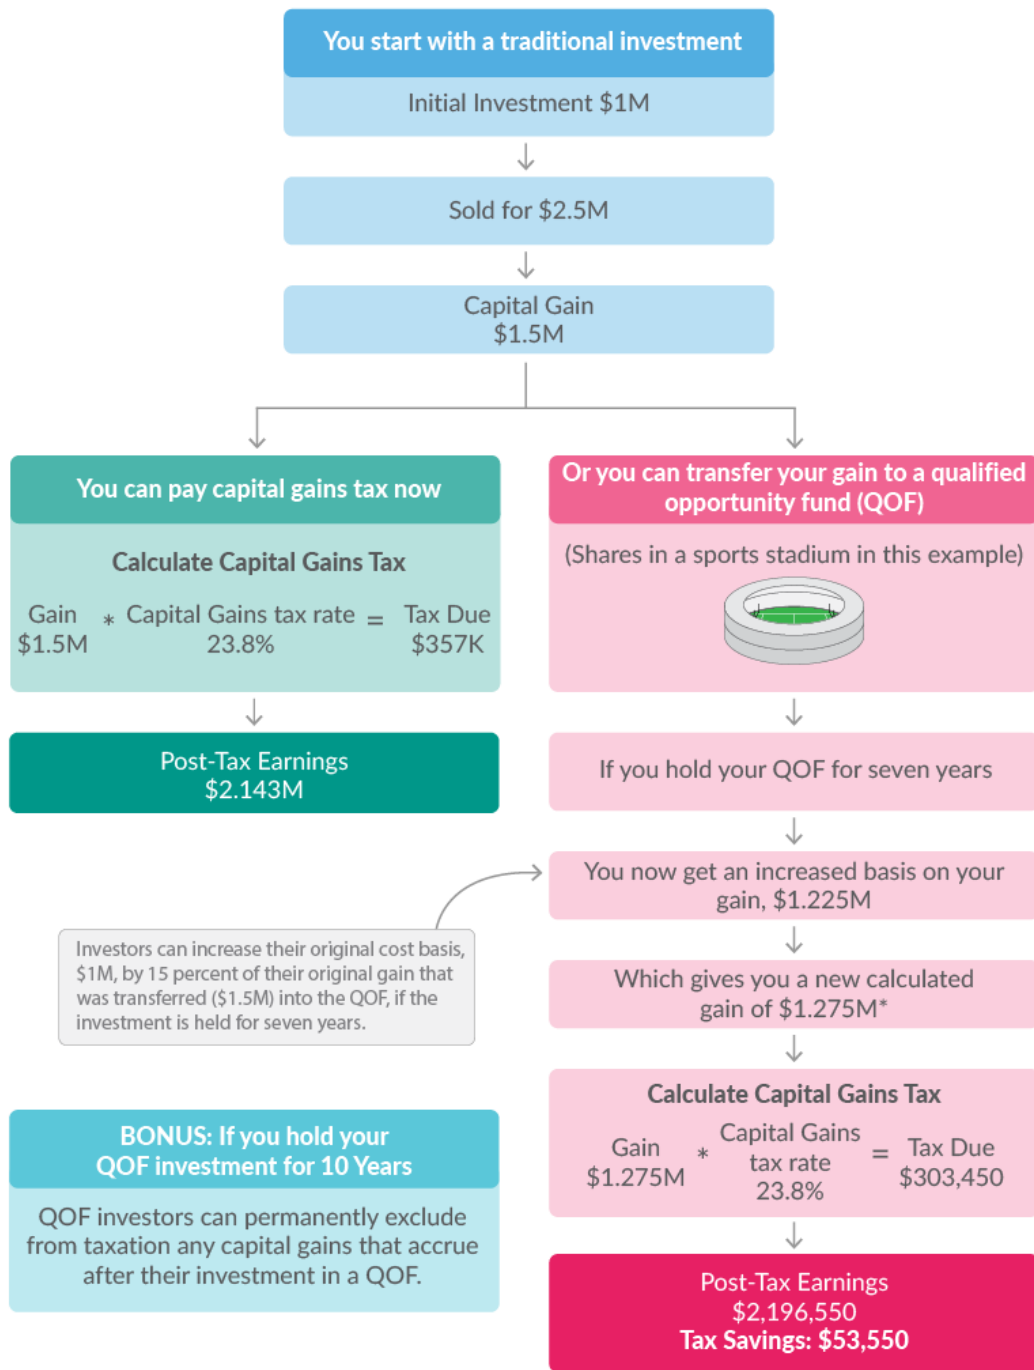 You start with a traditional investment
Initial Investment $1M
Sold for $2.5M
Capital Gain
$1.5M
You can pay capital gains tax now
Calculate Capital Gains Tax
Gain * Capital Gains tax rate = Tax Due
$1.5M 23.8% $357K
Post-Tax Earnings
$2.143M
Or you can transfer your gain to a qualified
opportunity fund (QOF)
(Shares in a sports stadium in this example)
If you hold your QOF for seven years
You now get an increased basis on your
gain, $1.225M
Investors can increase their original cost basis,
$1M, by 15 percent of their original gain that
was transferred ($1.5M) into the QOF, if the
investment is held for seven years.
Which gives you a new calculated
gain of $1.275M*
Calculate Capital Gains Tax
Gain * Capital Gains = Tax Due
$1.275M tax rate $303,450
23.8%
Post-Tax Earnings
$2,196,550
Tax Savings: $53,550
BONUS: If you hold your
QOF investment for 10 Years
QOF investors can permanently exclude
from taxation any capital gains that accrue
after their investment in a QOF.